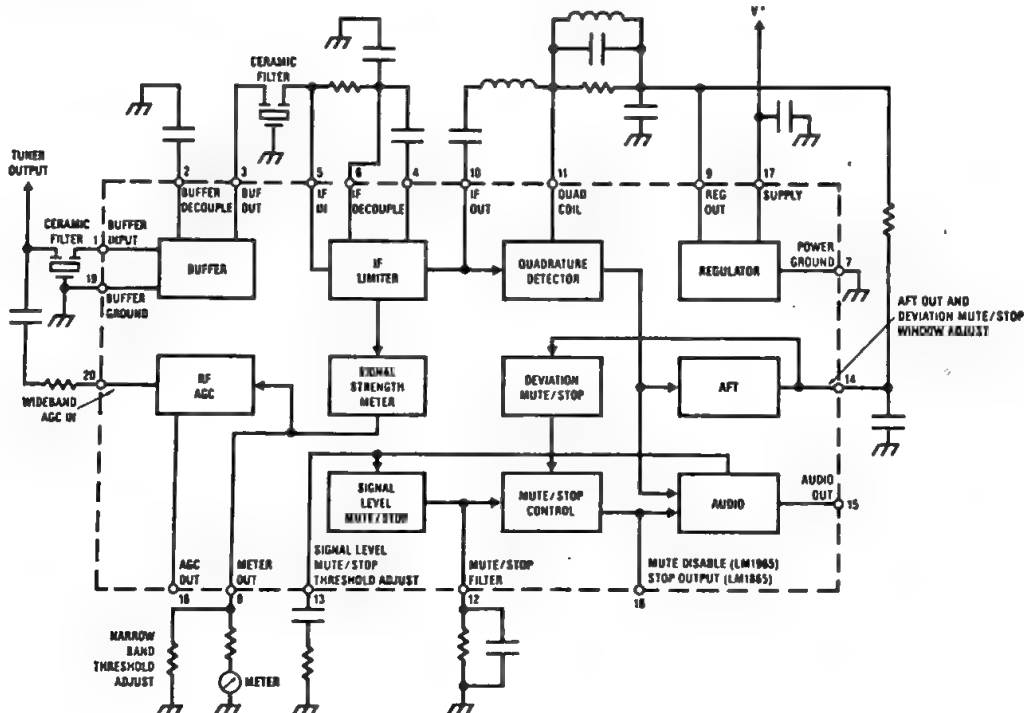 V+
CERAMIC
FILTER
TUNER
OUTPUT
2
3
5
6
4
10
11
9
17
BUFFER
DECOUPLE
BUF
OUT
IF
IN
IF
DECOUPLE
IF
OUT
QUAD
COIL
REG
OUT
SUPPLY
CERAMIC
FILTER
1
BUFFER
INPUT
19
BUFFER
GROUND
BUFFER
IF
LIMITER
QUADRATURE
DETECTOR
REGULATOR
POWER
GROUND
7
AFT OUT AND
DEVIATION MUTE/STOP
WINDOW ADJUST
20
WIDEBAND
AGC IN
RF
AGC
SIGNAL
STRENGTH
METER
DEVIATION
MUTE/STOP
AFT
14
SIGNAL
LEVEL
MUTE/STOP
MUTE/STOP
CONTROL
AUDIO
AUDIO
OUT
15
AGC
OUT
METER
OUT
SIGNAL LEVEL
MUTE/STOP
THRESHOLD ADJUST
MUTE/STOP
FILTER
MUTE DISABLE (LM1965)
STOP OUTPUT (LM1865)
16
8
13
12
18
NARROW
BAND
THRESHOLD
ADJUST
METER